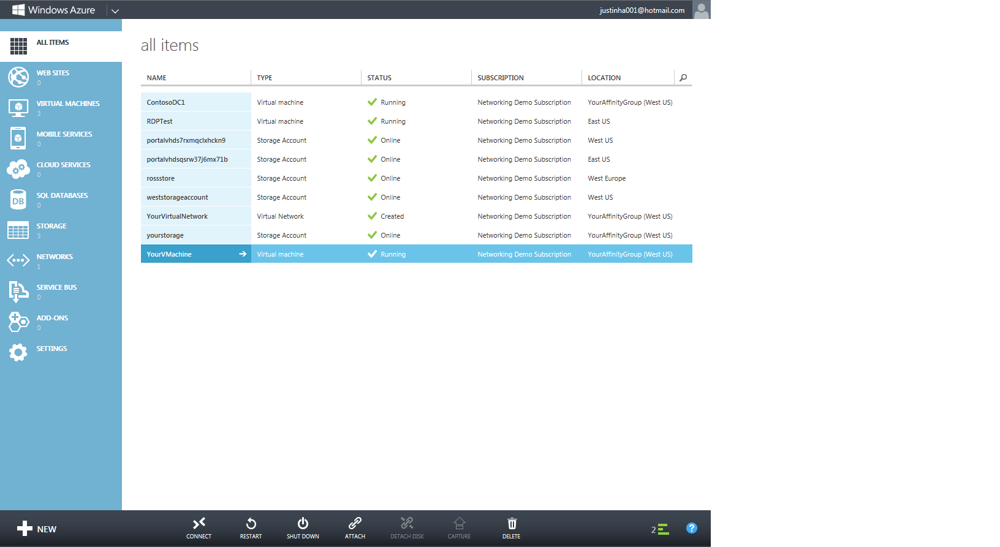 Windows Azure
justinha001@hotmail.com
ALL ITEMS
WEB SITES
0
VIRTUAL MACHINES
3
MOBILE SERVICES
0
CLOUD SERVICES
0
SQL DATABASES
0
DB
STORAGE
5
NETWORKS
1
SERVICE BUS
0
ADD-ONS
0
SETTINGS
all items
NAME TYPE STATUS SUBSCRIPTION LOCATION
ContosoDC1 Virtual machine Running Networking Demo Subscription YourAffinityGroup (West US)
RDPTest Virtual machine Running Networking Demo Subscription East US
portalvhds7rxmqclxhckn9 Storage Account Online Networking Demo Subscription West US
portalvhdsqsrw37j6mx71b Storage Account Online Networking Demo Subscription East US
rossstore Storage Account Online Networking Demo Subscription West Europe
weststorageaccount Storage Account Online Networking Demo Subscription West US
YourVirtualNetwork Virtual Network Created Networking Demo Subscription YourAffinityGroup (West US)
yourstorage Storage Account Online Networking Demo Subscription YourAffinityGroup (West US)
YourVMachine Virtual machine Running Networking Demo Subscription YourAffinityGroup (West US)
NEW
CONNECT RESTART SHUT DOWN ATTACH DETACH DISK CAPTURE DELETE
2
?